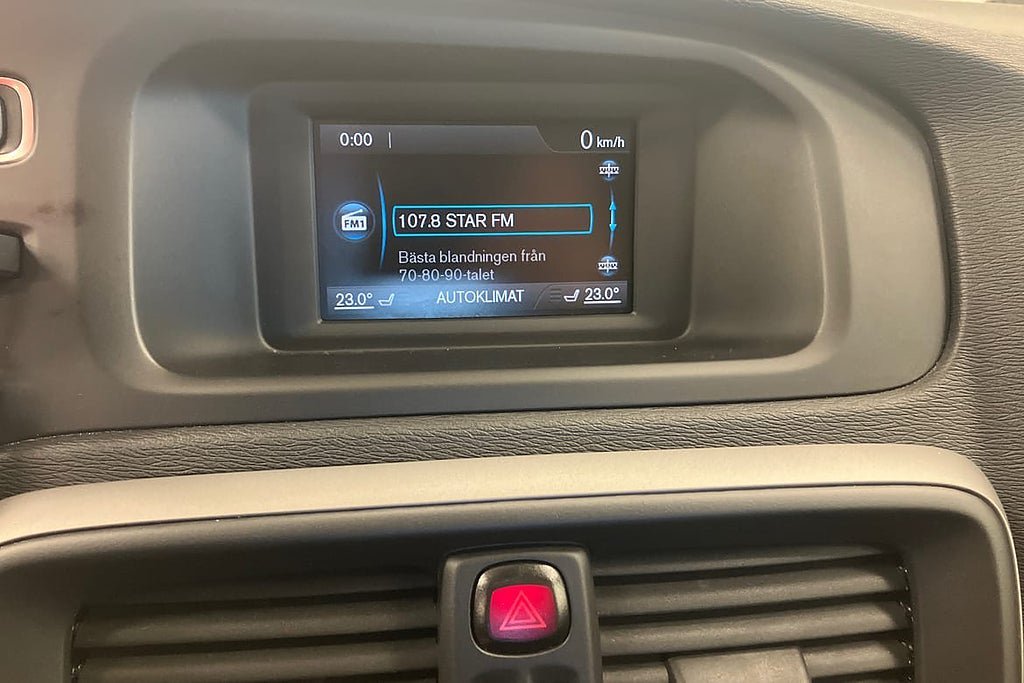 0:00
0 km/h
FM1
107.8 STAR FM
Bästa blandningen från
70-80-90-talet
23.0° AUTOKLIMAT 23.0°